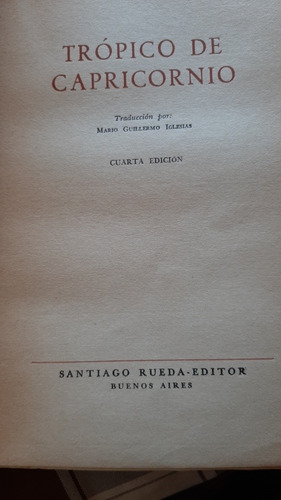 TRÓPICO DE
CAPRICORNIO
Traducción por:
MARIO GUILLERMO IGLESIAS
CUARTA EDICIÓN
SANTIAGO RUEDA-EDITOR
BUENOS AIRES